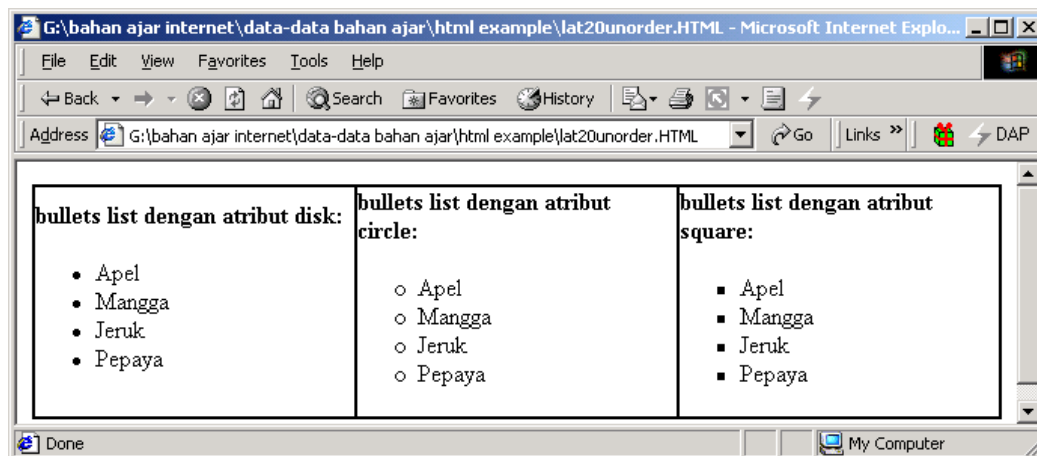 G:\bahan ajar internet\data-data bahan ajar\html example\lat20unorder.HTML - Microsoft Internet Explo...
File Edit View Favorites Tools Help
Back Search Favorites History
Address G:\bahan ajar internet\data-data bahan ajar\html example\lat20unorder.HTML Go Links » DAP
bullets list dengan atribut disk:
• Apel
• Mangga
• Jeruk
• Pepaya
bullets list dengan atribut
circle:
○ Apel
○ Mangga
○ Jeruk
○ Pepaya
bullets list dengan atribut
square:
▪ Apel
▪ Mangga
▪ Jeruk
▪ Pepaya
Done My Computer